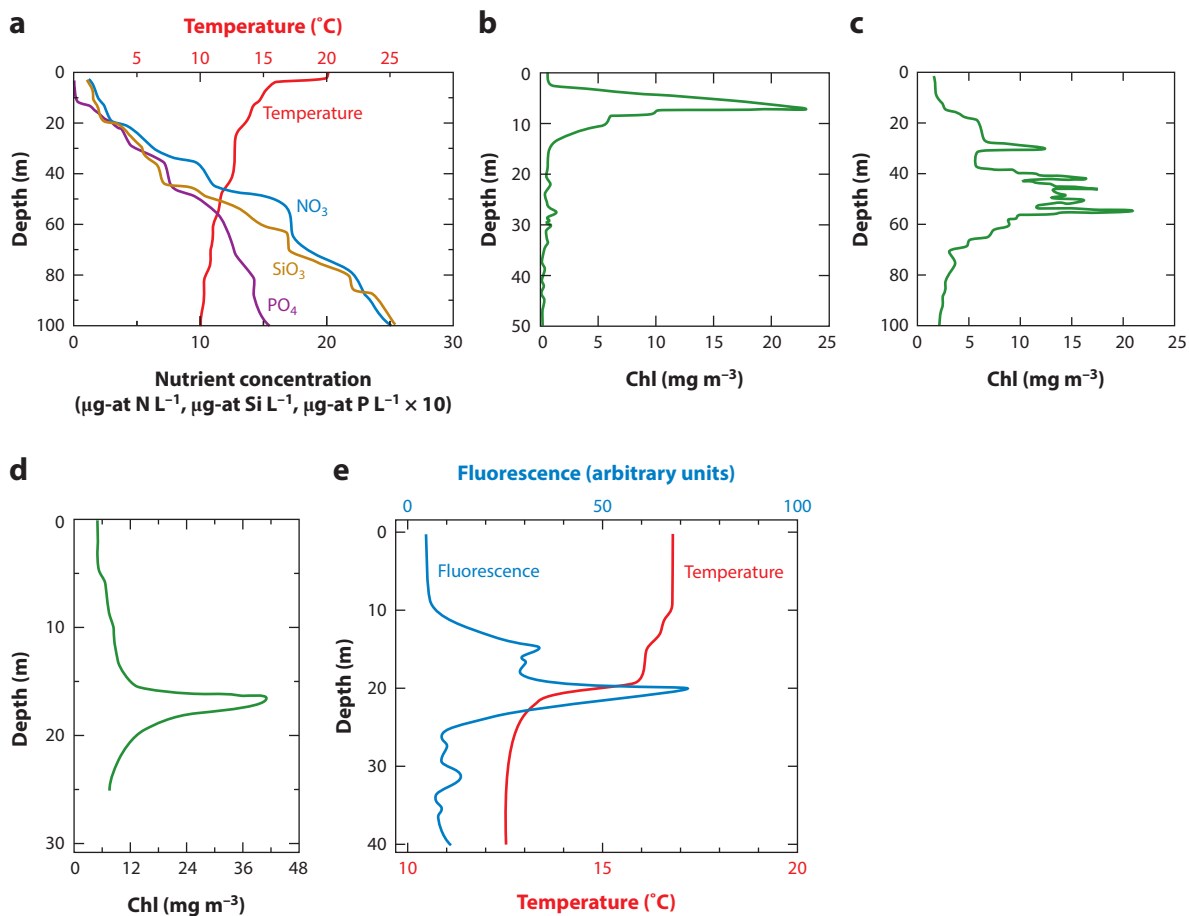 a
Temperature (˚C)
5 10 15 20 25
0
20
40
60
80
100
Depth (m)
Temperature
NO3
SiO3
PO4
0 10 20 30
Nutrient concentration
(μg-at N L–1, μg-at Si L–1, μg-at P L–1 × 10)
b
0
10
20
30
40
50
Depth (m)
0 5 10 15 20 25
Chl (mg m–3)
c
0
20
40
60
80
100
Depth (m)
0 5 10 15 20 25
Chl (mg m–3)
d
0
10
20
30
Depth (m)
0 12 24 36 48
Chl (mg m–3)
e
Fluorescence (arbitrary units)
0 50 100
0
10
20
30
40
Depth (m)
Fluorescence
Temperature
10 15 20
Temperature (˚C)